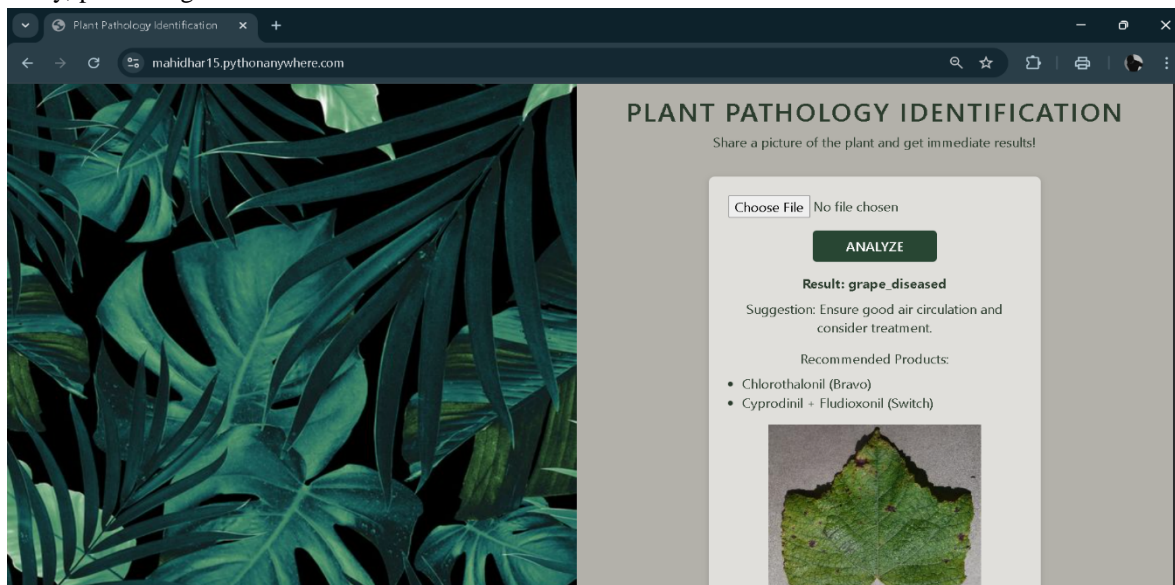 Plant Pathology Identification
mahidhar15.pythonanywhere.com
PLANT PATHOLOGY IDENTIFICATION
Share a picture of the plant and get immediate results!
Choose File No file chosen
ANALYZE
Result: grape_diseased
Suggestion: Ensure good air circulation and
consider treatment.
Recommended Products:
• Chlorothalonil (Bravo)
• Cyprodinil + Fludioxonil (Switch)